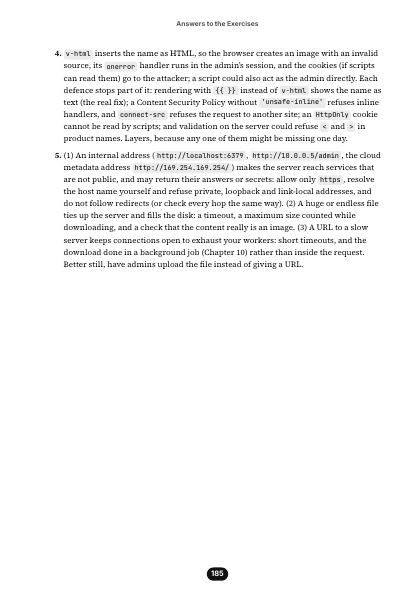 Answers to the Exercises
4. v-html inserts the name as HTML, so the browser creates an image with an invalid
source, its onerror handler runs in the admin's session, and the cookies (if scripts
can read them) go to the attacker; a script could also act as the admin directly. Each
defence stops part of it: rendering with {{ }} instead of v-html shows the name as
text (the real fix); a Content Security Policy without 'unsafe-inline' refuses inline
handlers, and connect-src refuses the request to another site; an HttpOnly cookie
cannot be read by scripts; and validation on the server could refuse < and > in
product names. Layers, because any one of them might be missing one day.
5. (1) An internal address (http://localhost:6379, http://10.0.0.5/admin, the cloud
metadata address http://169.254.169.254/) makes the server reach services that
are not public, and may return their answers or secrets: allow only https, resolve
the host name yourself and refuse private, loopback and link-local addresses, and
do not follow redirects (or check every hop the same way). (2) A huge or endless file
ties up the server and fills the disk: a timeout, a maximum size counted while
downloading, and a check that the content really is an image. (3) A URL to a slow
server keeps connections open to exhaust your workers: short timeouts, and the
download done in a background job (Chapter 10) rather than inside the request.
Better still, have admins upload the file instead of giving a URL.
185